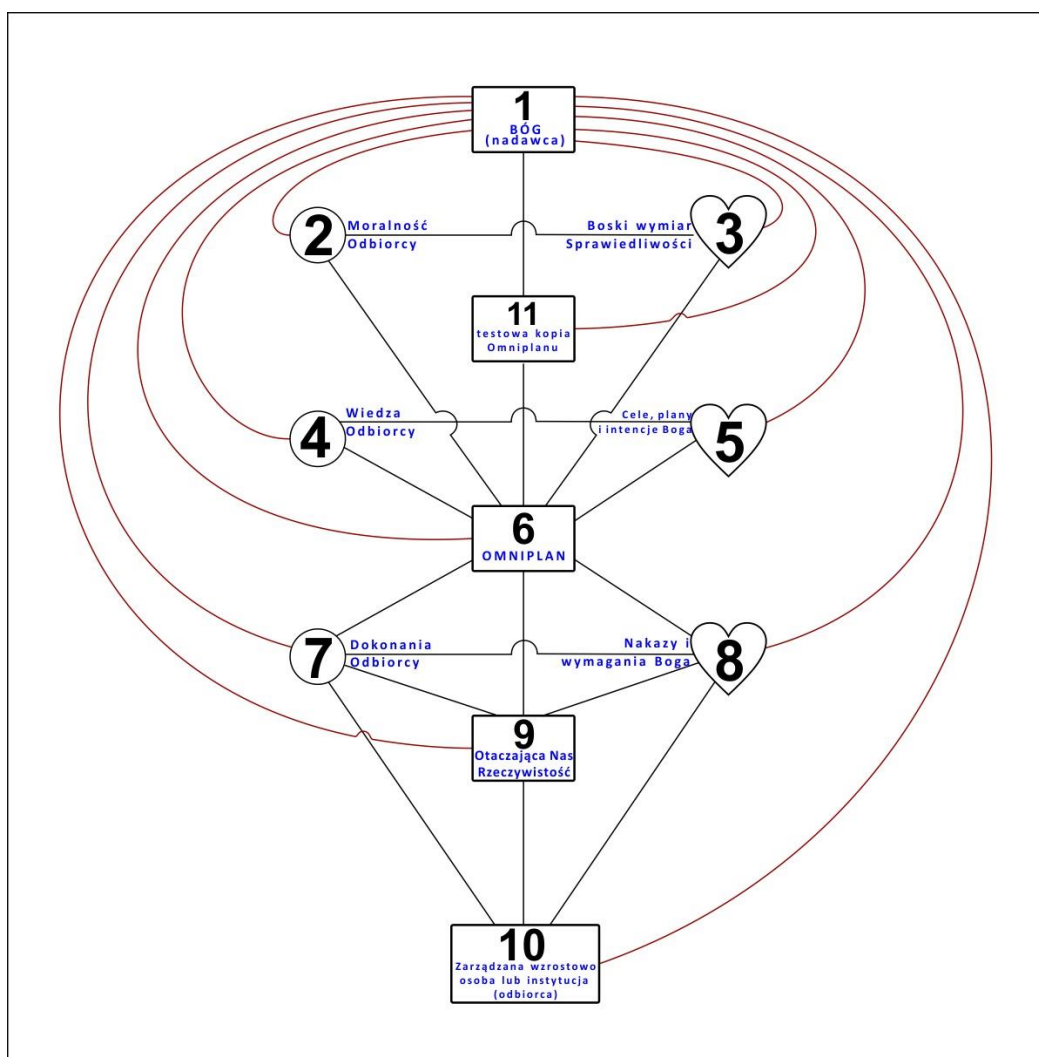 1
BÓG
(nadawca)
2
Moralność
Odbiorcy
Boski wymiar
Sprawiedliwości
3
11
testowa kopia
Omniplanu
4
Wiedza
Odbiorcy
Cele, plany
i intencje Boga
5
6
OMNIPLAN
7
Dokonania
Odbiorcy
Nakazy i
wymagania Boga
8
9
Otaczająca Nas
Rzeczywistość
10
Zarządzana wzrostowo
osoba lub instytucja
(odbiorca)